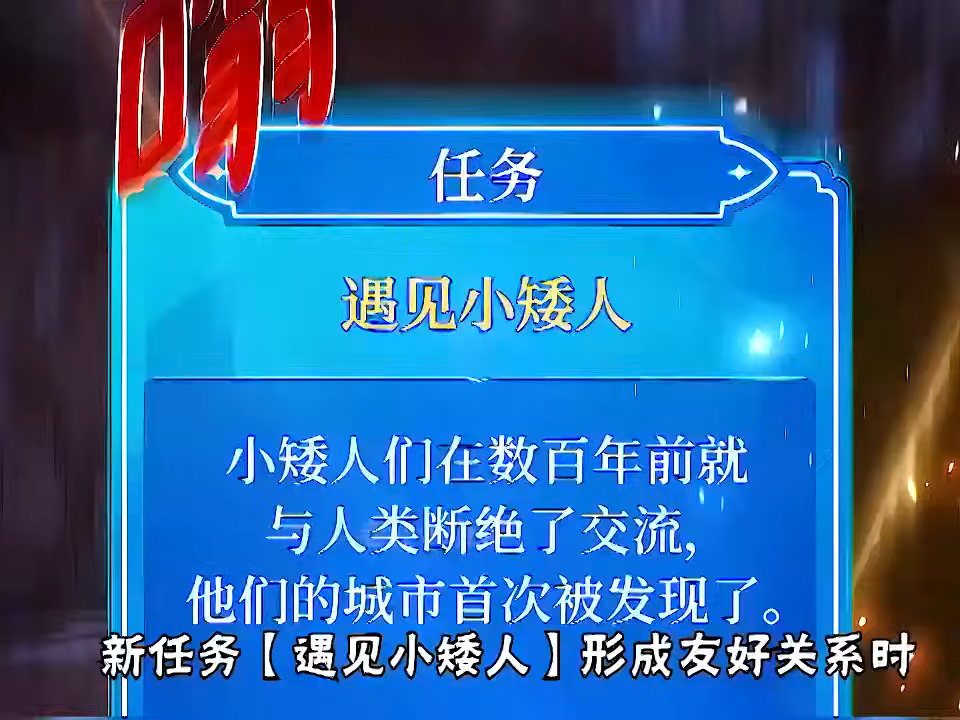 任务
遇见小矮人
小矮人们在数百年前就
与人类断绝了交流,
他们的城市首次被发现了。
新任务【遇见小矮人】形成友好关系时